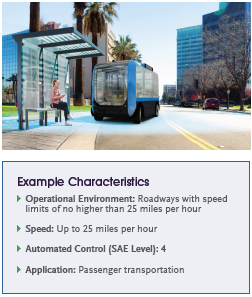 Example Characteristics
Operational Environment: Roadways with speed
limits of no higher than 25 miles per hour
Speed: Up to 25 miles per hour
Automated Control (SAE Level): 4
Application: Passenger transportation